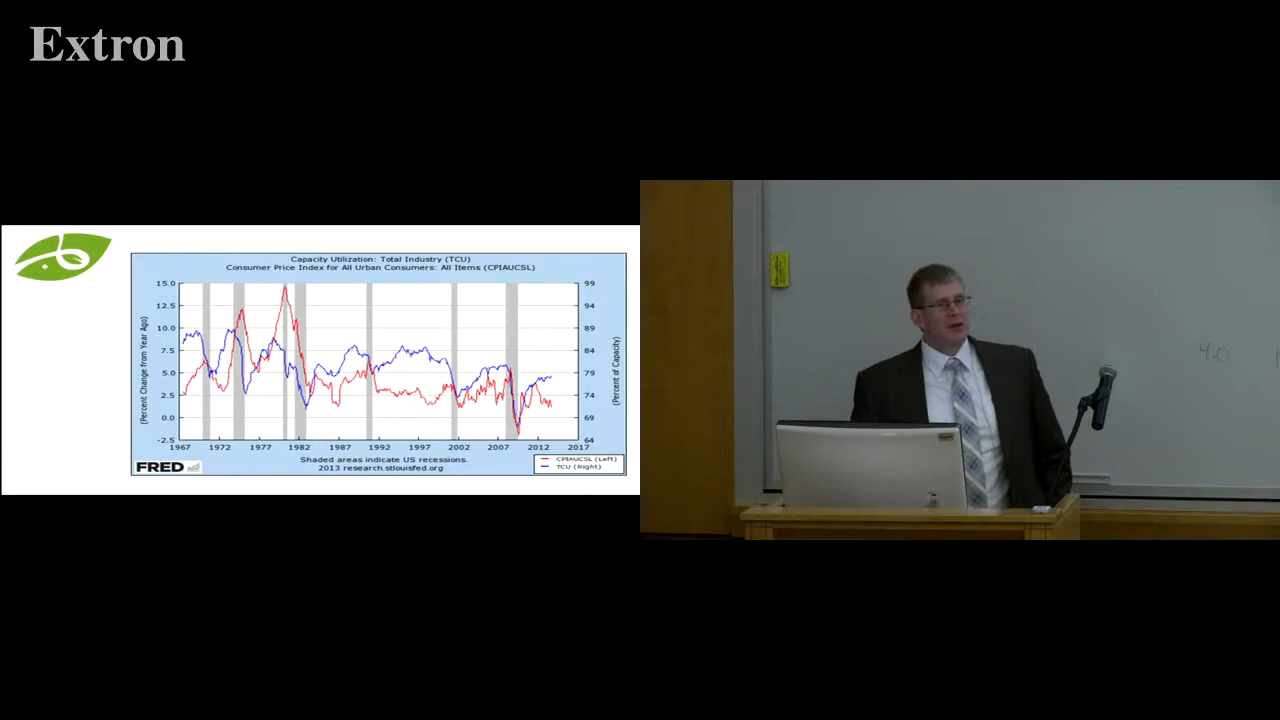 Extron
Capacity Utilization: Total Industry (TCU)
Consumer Price Index for All Urban Consumers: All Items (CPIAUCSL)
15.0
12.5
10.0
7.5
5.0
2.5
0.0
-2.5
(Percent Change from Year Ago)
99
94
89
84
79
74
69
64
(Percent of Capacity)
1967 1972 1977 1982 1987 1992 1997 2002 2007 2012 2017
Shaded areas indicate US recessions.
2013 research.stlouisfed.org
FRED
CPIAUCSL (Left)
TCU (Right)
4.0